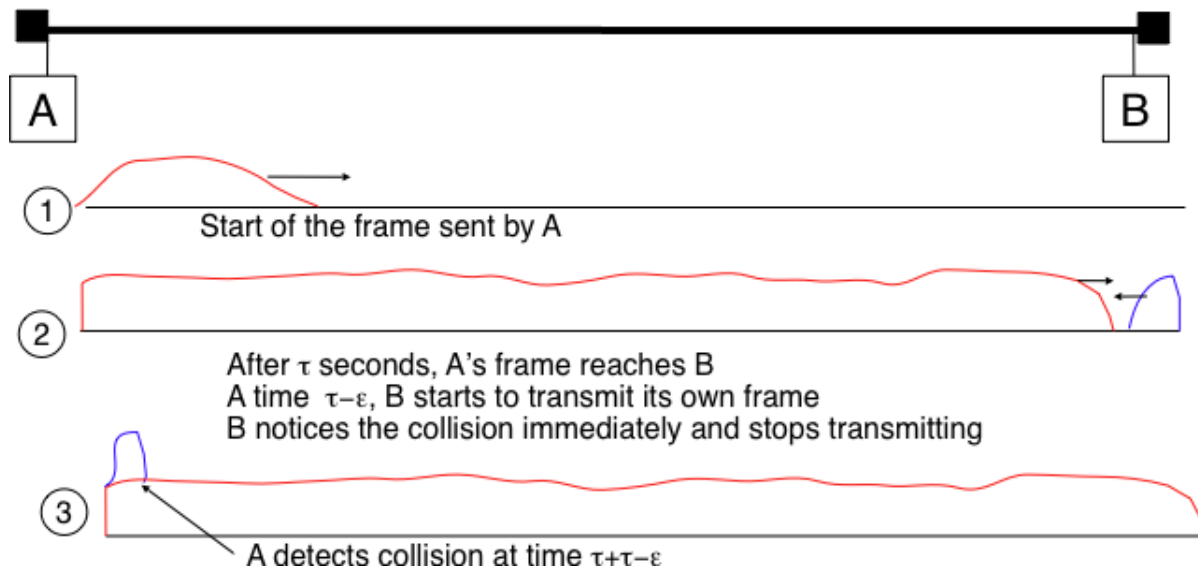 A
B
1
Start of the frame sent by A
2
After τ seconds, A's frame reaches B
A time τ−ε, B starts to transmit its own frame
B notices the collision immediately and stops transmitting
3
A detects collision at time τ+τ−ε